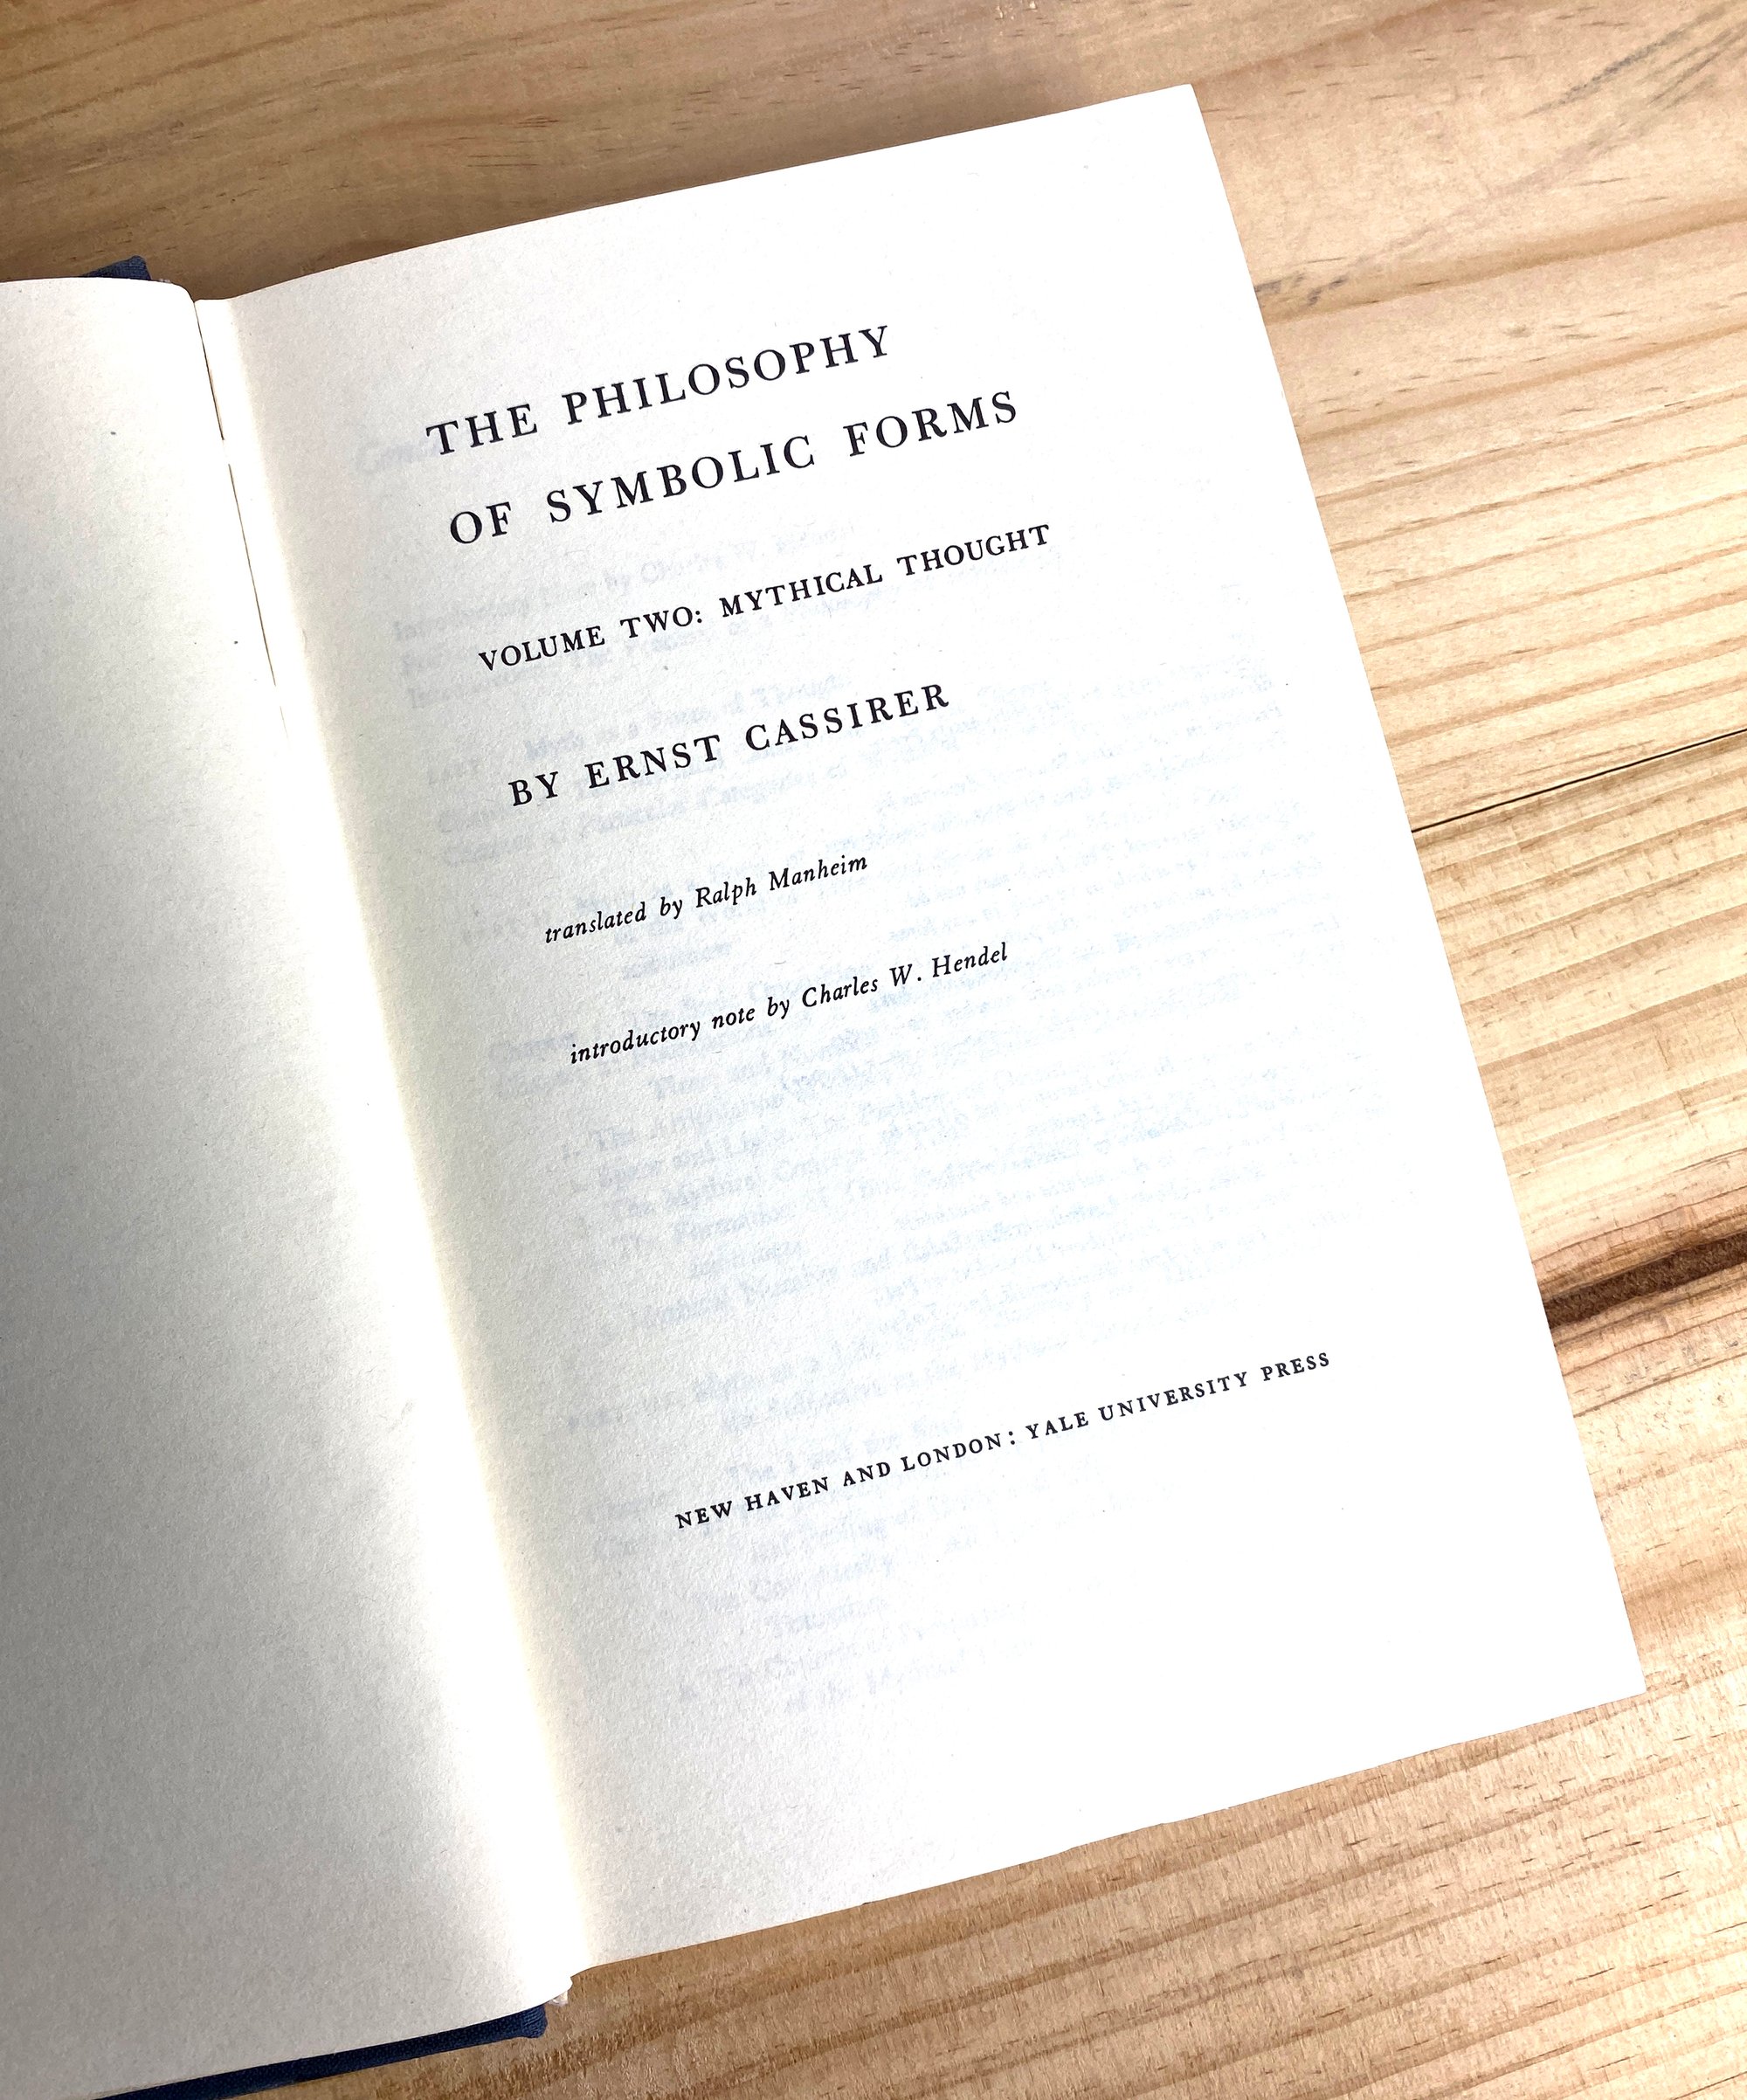 THE PHILOSOPHY
OF SYMBOLIC FORMS
VOLUME TWO: MYTHICAL THOUGHT
BY ERNST CASSIRER
translated by Ralph Manheim
introductory note by Charles W. Hendel
NEW HAVEN AND LONDON: YALE UNIVERSITY PRESS